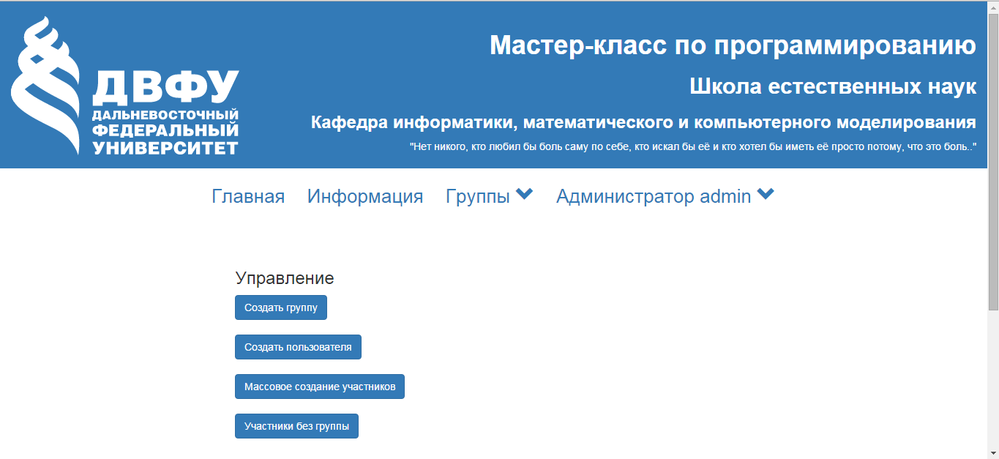 ДВФУ
ДАЛЬНЕВОСТОЧНЫЙ
ФЕДЕРАЛЬНЫЙ
УНИВЕРСИТЕТ
Мастер-класс по программированию
Школа естественных наук
Кафедра информатики, математического и компьютерного моделирования
"Нет никого, кто любил бы боль саму по себе, кто искал бы её и кто хотел бы иметь её просто потому, что это боль.."
Главная Информация Группы Администратор admin
Управление
Создать группу
Создать пользователя
Массовое создание участников
Участники без группы